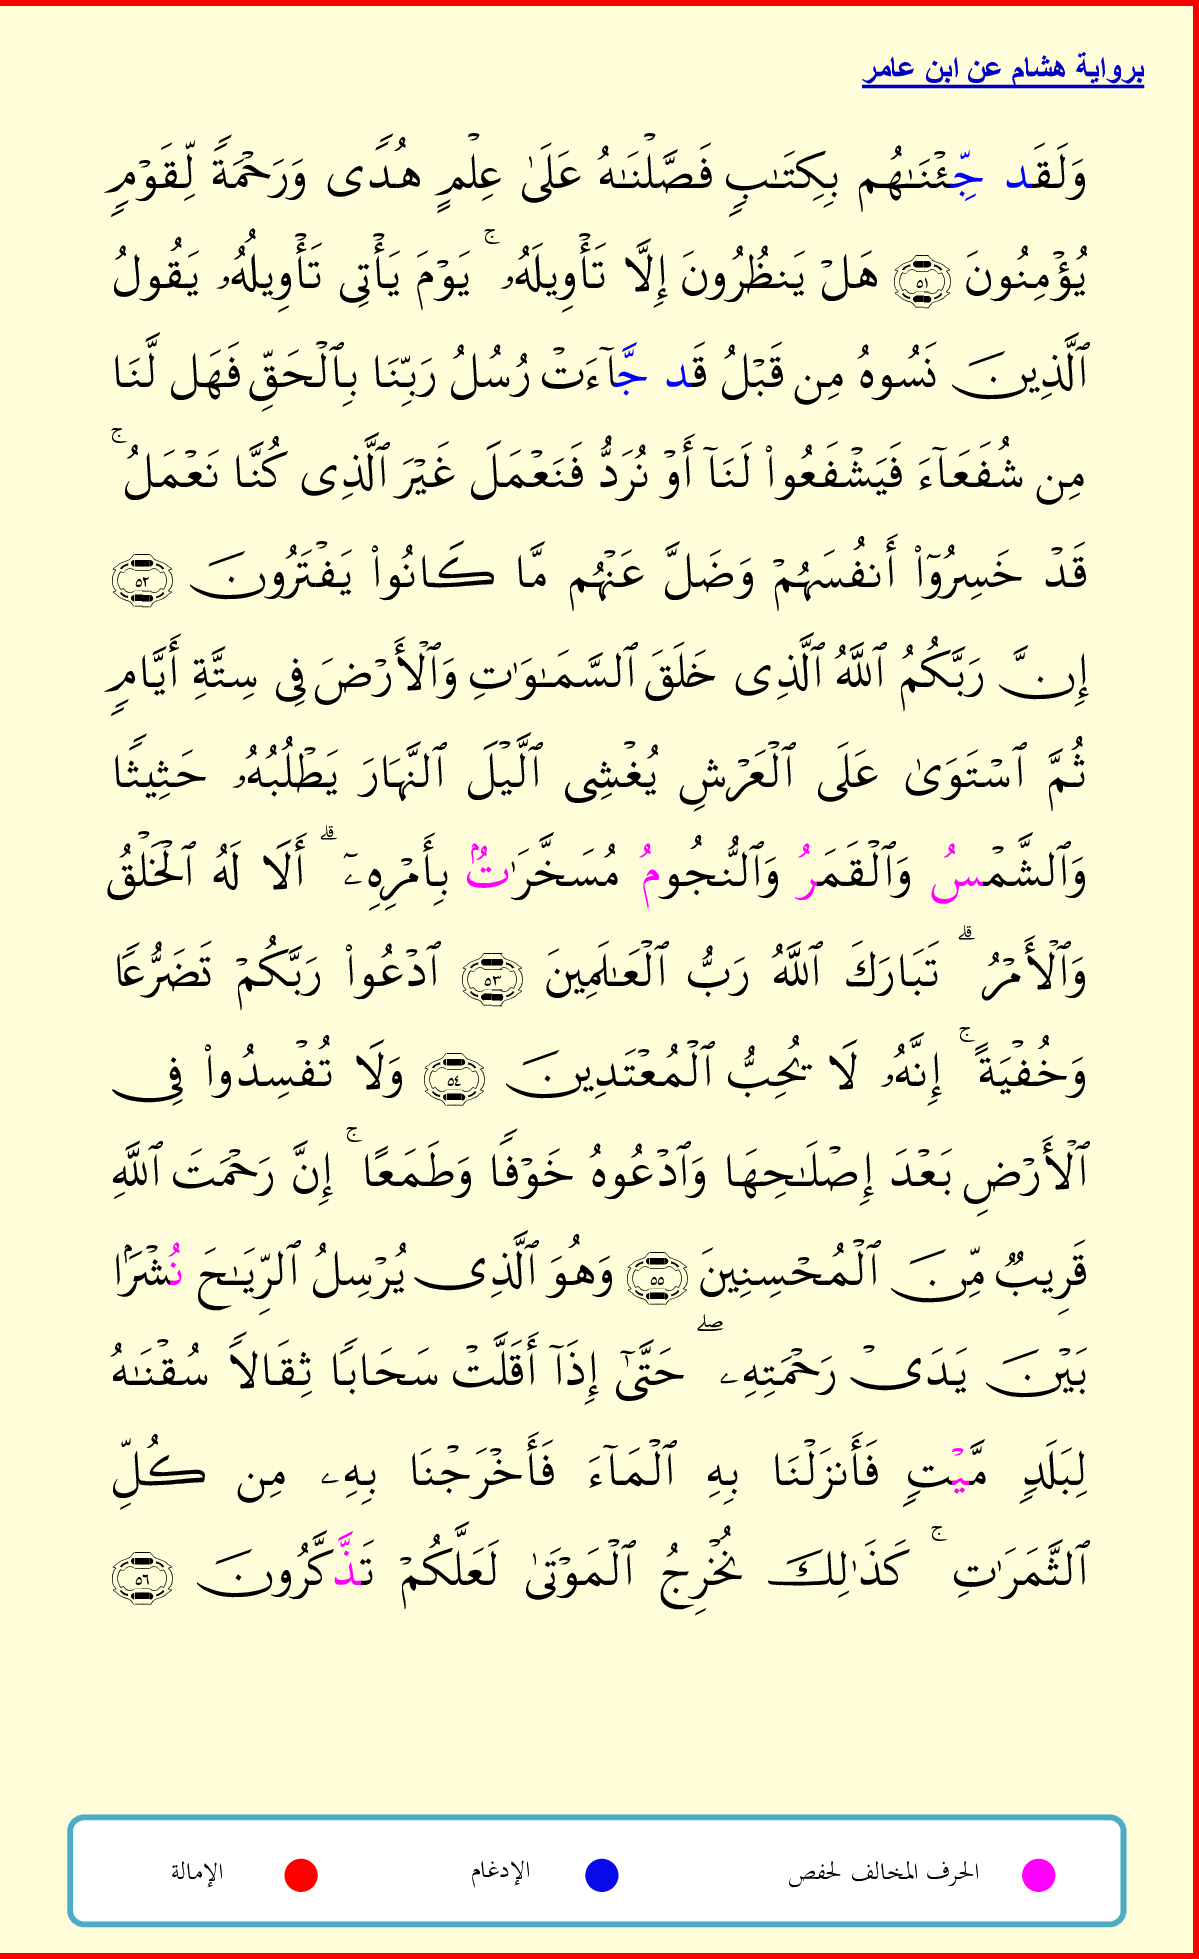 برواية هشام عن ابن عامر
وَلَقَد جِّئۡنَٰهُم بِكِتَٰبٖ فَصَّلۡنَٰهُ عَلَىٰ عِلۡمٍ هُدٗى وَرَحۡمَةٗ لِّقَوۡمٖ
يُؤۡمِنُونَ ٥١ هَلۡ يَنظُرُونَ إِلَّا تَأۡوِيلَهُۥۚ يَوۡمَ يَأۡتِى تَأۡوِيلُهُۥ يَقُولُ
ٱلَّذِينَ نَسُوهُ مِن قَبۡلُ قَد جَّآءَتۡ رُسُلُ رَبِّنَا بِٱلۡحَقِّ فَهَل لَّنَا
مِن شُفَعَآءَ فَيَشۡفَعُواْ لَنَآ أَوۡ نُرَدُّ فَنَعۡمَلَ غَيۡرَ ٱلَّذِى كُنَّا نَعۡمَلُۚ
قَدۡ خَسِرُوٓاْ أَنفُسَهُمۡ وَضَلَّ عَنۡهُم مَّا كَانُواْ يَفۡتَرُونَ ٥٢
إِنَّ رَبَّكُمُ ٱللَّهُ ٱلَّذِى خَلَقَ ٱلسَّمَٰوَٰتِ وَٱلۡأَرۡضَ فِى سِتَّةِ أَيَّامٖ
ثُمَّ ٱسۡتَوَىٰ عَلَى ٱلۡعَرۡشِ يُغۡشِى ٱلَّيۡلَ ٱلنَّهَارَ يَطۡلُبُهُۥ حَثِيثٗا
وَٱلشَّمۡسُ وَٱلۡقَمَرُ وَٱلنُّجُومُ مُسَخَّرَٰتُۢ بِأَمۡرِهِۦٓۗ أَلَا لَهُ ٱلۡخَلۡقُ
وَٱلۡأَمۡرُۗ تَبَارَكَ ٱللَّهُ رَبُّ ٱلۡعَٰلَمِينَ ٥٣ ٱدۡعُواْ رَبَّكُمۡ تَضَرُّعٗا
وَخُفۡيَةًۚ إِنَّهُۥ لَا يُحِبُّ ٱلۡمُعۡتَدِينَ ٥٤ وَلَا تُفۡسِدُواْ فِى
ٱلۡأَرۡضِ بَعۡدَ إِصۡلَٰحِهَا وَٱدۡعُوهُ خَوۡفٗا وَطَمَعًاۚ إِنَّ رَحۡمَتَ ٱللَّهِ
قَرِيبٞ مِّنَ ٱلۡمُحۡسِنِينَ ٥٥ وَهُوَ ٱلَّذِى يُرۡسِلُ ٱلرِّيَٰحَ نُشۡرَۢا
بَيۡنَ يَدَىۡ رَحۡمَتِهِۦۖ حَتَّىٰٓ إِذَآ أَقَلَّتۡ سَحَابٗا ثِقَالٗا سُقۡنَٰهُ
لِبَلَدٖ مَّيۡتٖ فَأَنزَلۡنَا بِهِ ٱلۡمَآءَ فَأَخۡرَجۡنَا بِهِۦ مِن كُلِّ
ٱلثَّمَرَٰتِۚ كَذَٰلِكَ نُخۡرِجُ ٱلۡمَوۡتَىٰ لَعَلَّكُمۡ تَذَّكَّرُونَ ٥٦
الحرف المخالف لحفص الإدغام الإمالة